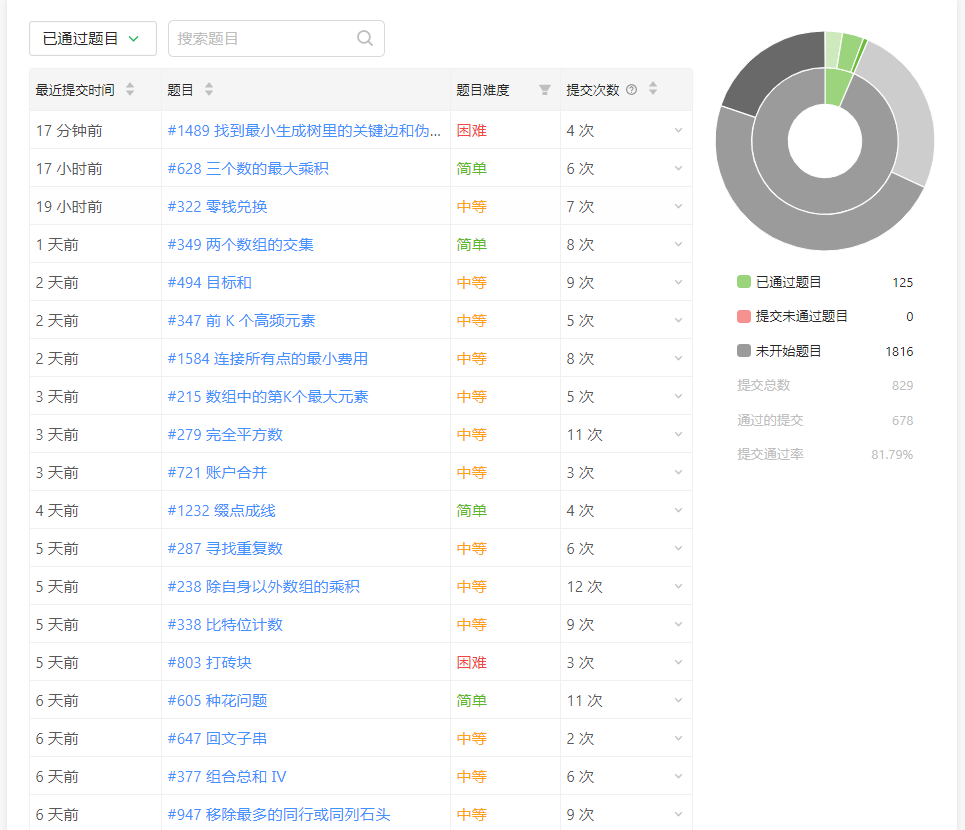 已通过题目 搜索题目
最近提交时间 题目 题目难度 提交次数
17 分钟前 #1489 找到最小生成树里的关键边和伪... 困难 4 次
17 小时前 #628 三个数的最大乘积 简单 6 次
19 小时前 #322 零钱兑换 中等 7 次
1 天前 #349 两个数组的交集 简单 8 次
2 天前 #494 目标和 中等 9 次
2 天前 #347 前 K 个高频元素 中等 5 次
2 天前 #1584 连接所有点的最小费用 中等 8 次
3 天前 #215 数组中的第K个最大元素 中等 5 次
3 天前 #279 完全平方数 中等 11 次
3 天前 #721 账户合并 中等 3 次
4 天前 #1232 缀点成线 简单 4 次
5 天前 #287 寻找重复数 中等 6 次
5 天前 #238 除自身以外数组的乘积 中等 12 次
5 天前 #338 比特位计数 中等 9 次
5 天前 #803 打砖块 困难 3 次
6 天前 #605 种花问题 简单 11 次
6 天前 #647 回文子串 中等 2 次
6 天前 #377 组合总和 IV 中等 6 次
6 天前 #947 移除最多的同行或同列石头 中等 9 次
已通过题目 125
提交未通过题目 0
未开始题目 1816
提交总数 829
通过的提交 678
提交通过率 81.79%